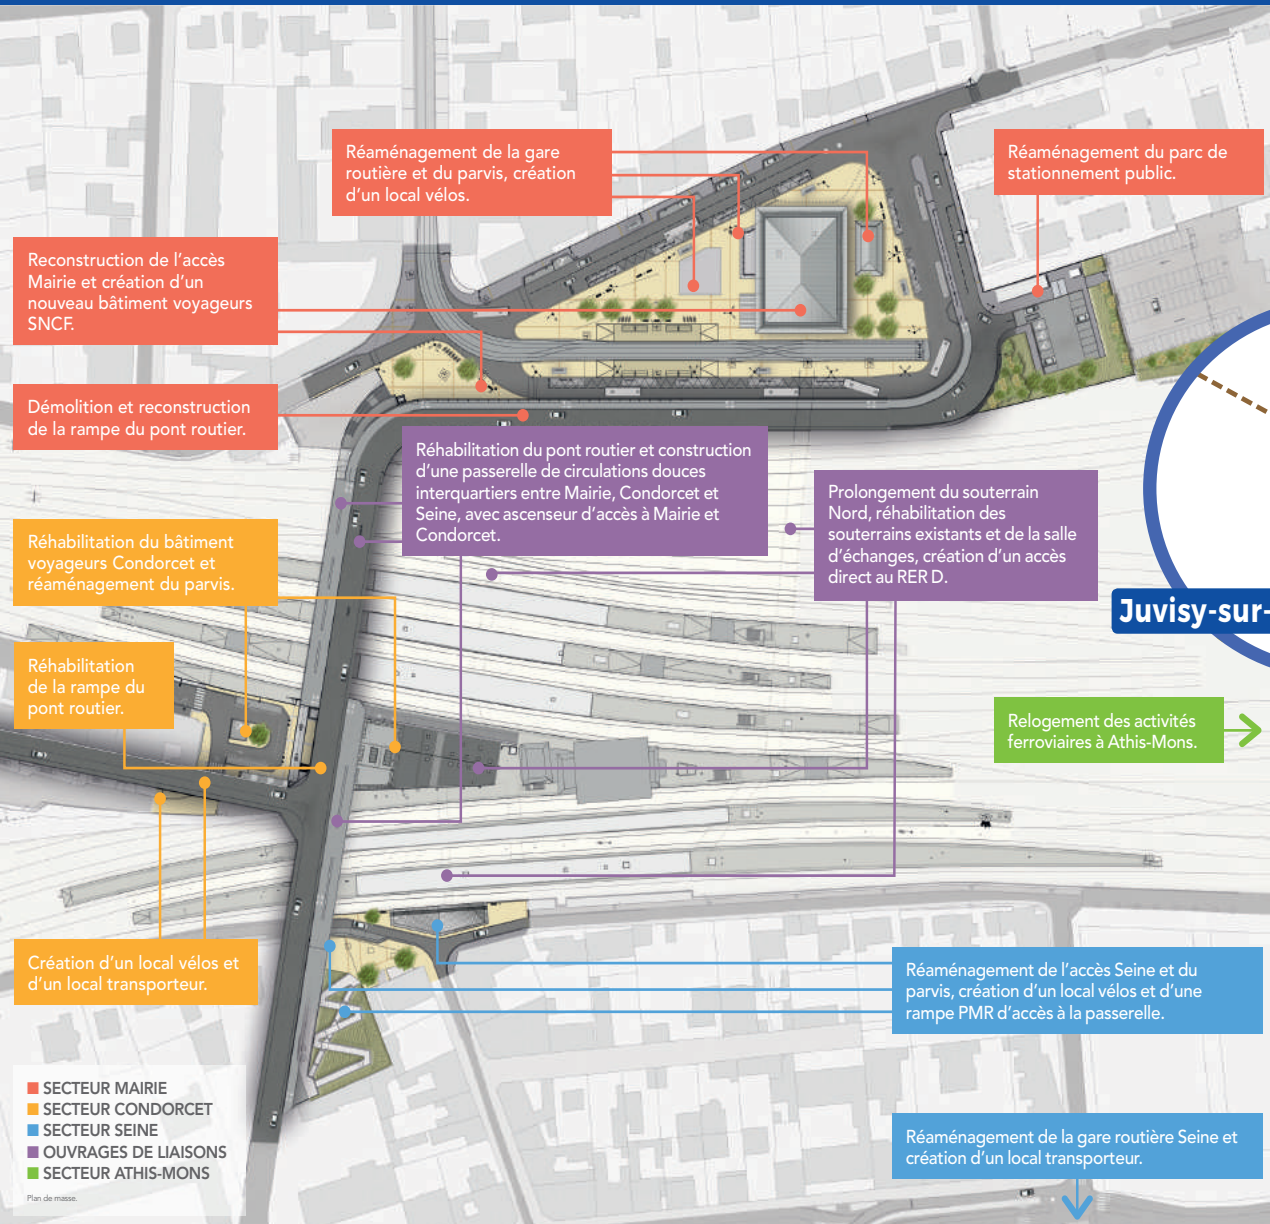 Réaménagement de la gare
routière et du parvis, création
d'un local vélos.
Réaménagement du parc de
stationnement public.
Reconstruction de l'accès
Mairie et création d'un
nouveau bâtiment voyageurs
SNCF.
Démolition et reconstruction
de la rampe du pont routier.
Réhabilitation du pont routier et construction
d'une passerelle de circulations douces
interquartiers entre Mairie, Condorcet et
Seine, avec ascenseur d'accès à Mairie et
Condorcet.
Prolongement du souterrain
Nord, réhabilitation des
souterrains existants et de la salle
d'échanges, création d'un accès
direct au RER D.
Réhabilitation du bâtiment
voyageurs Condorcet et
réaménagement du parvis.
Juvisy-sur-
Réhabilitation
de la rampe du
pont routier.
Relogement des activités
ferroviaires à Athis-Mons.
Création d'un local vélos et
d'un local transporteur.
Réaménagement de l'accès Seine et du
parvis, création d'un local vélos et d'une
rampe PMR d'accès à la passerelle.
SECTEUR MAIRIE
SECTEUR CONDORCET
SECTEUR SEINE
OUVRAGES DE LIAISONS
SECTEUR ATHIS-MONS
Plan de masse.
Réaménagement de la gare routière Seine et
création d'un local transporteur.